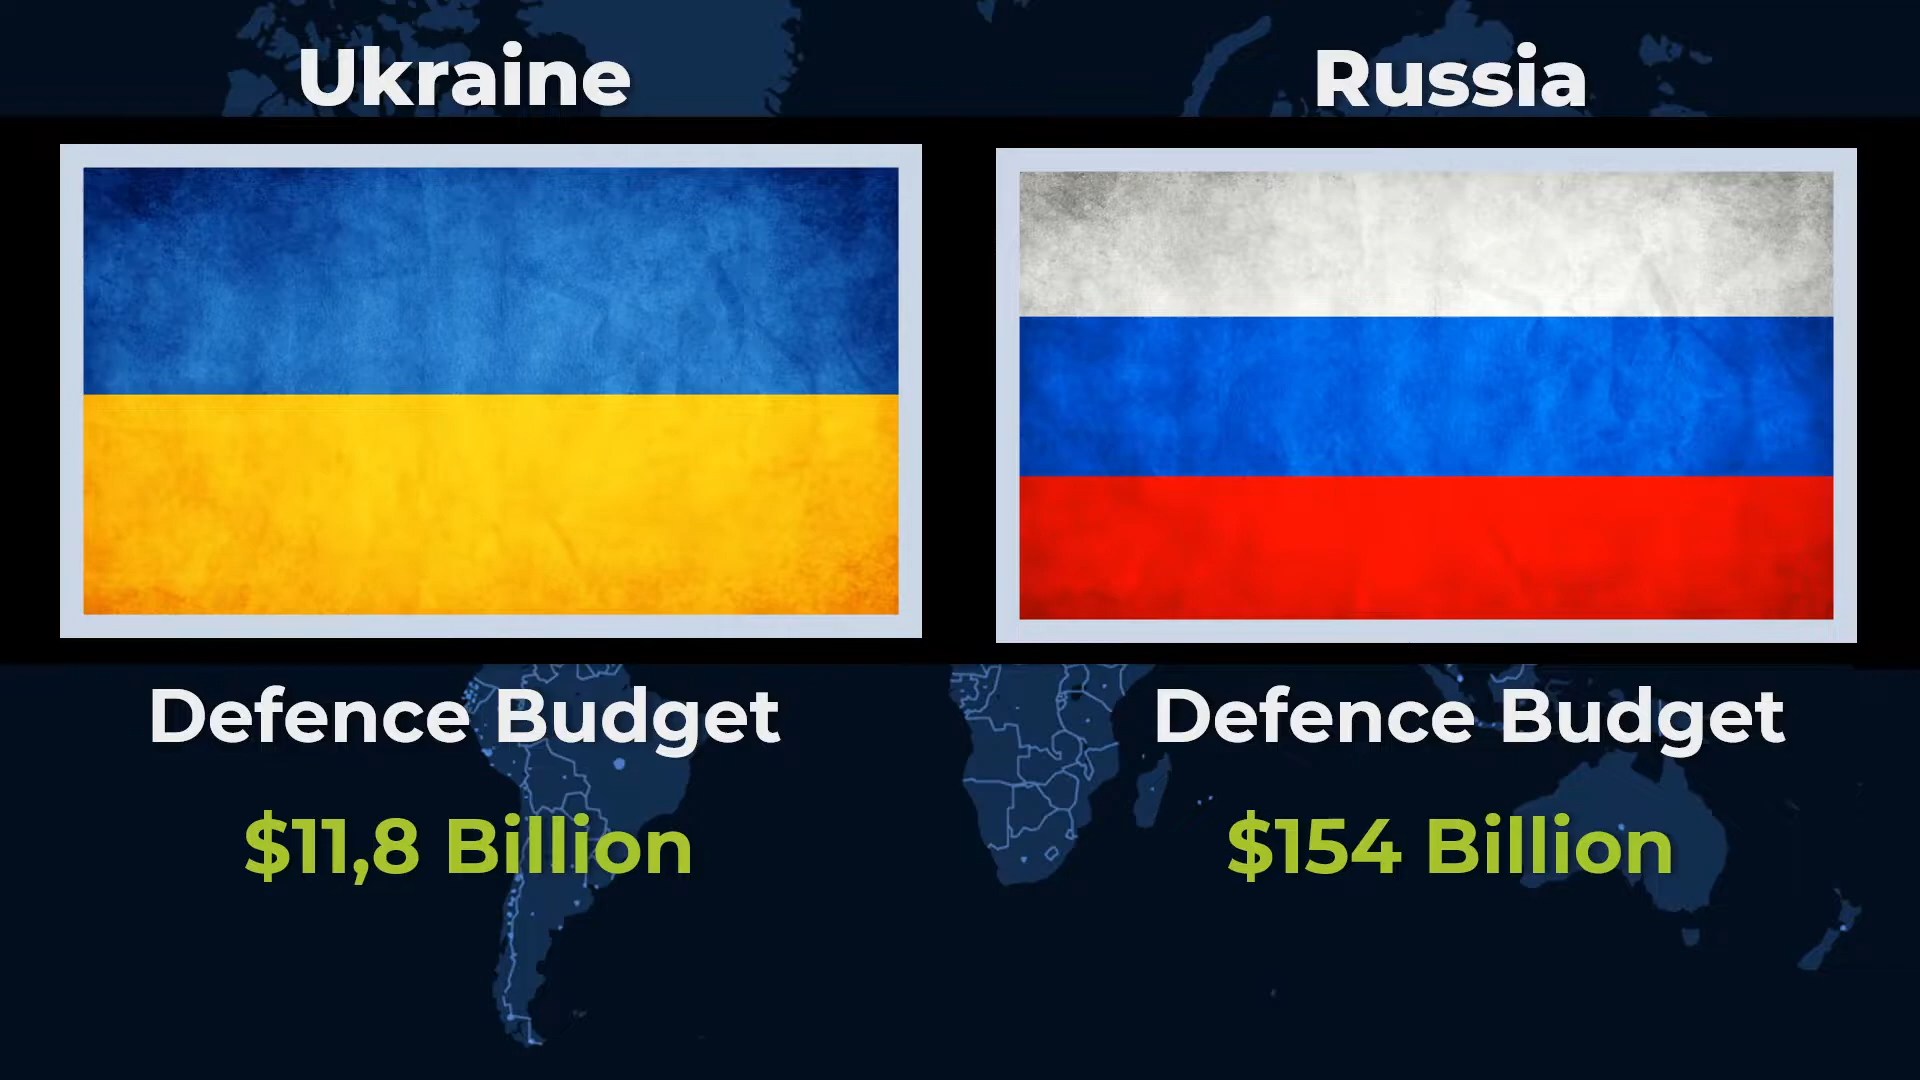 Ukraine
Russia
Defence Budget
Defence Budget
$11,8 Billion
$154 Billion